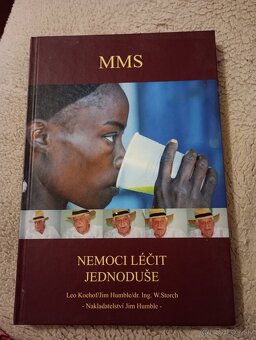 MMS
NEMOCI LÉČIT
JEDNODUŠE
Leo Koehof/Jim Humble/dr. Ing. W.Storch
- Nakladatelství Jim Humble -